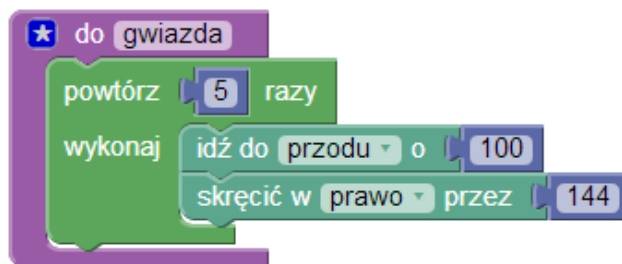 do gwiazda
powtórz 5 razy
wykonaj idź do przodu o 100
skręcić w prawo przez 144